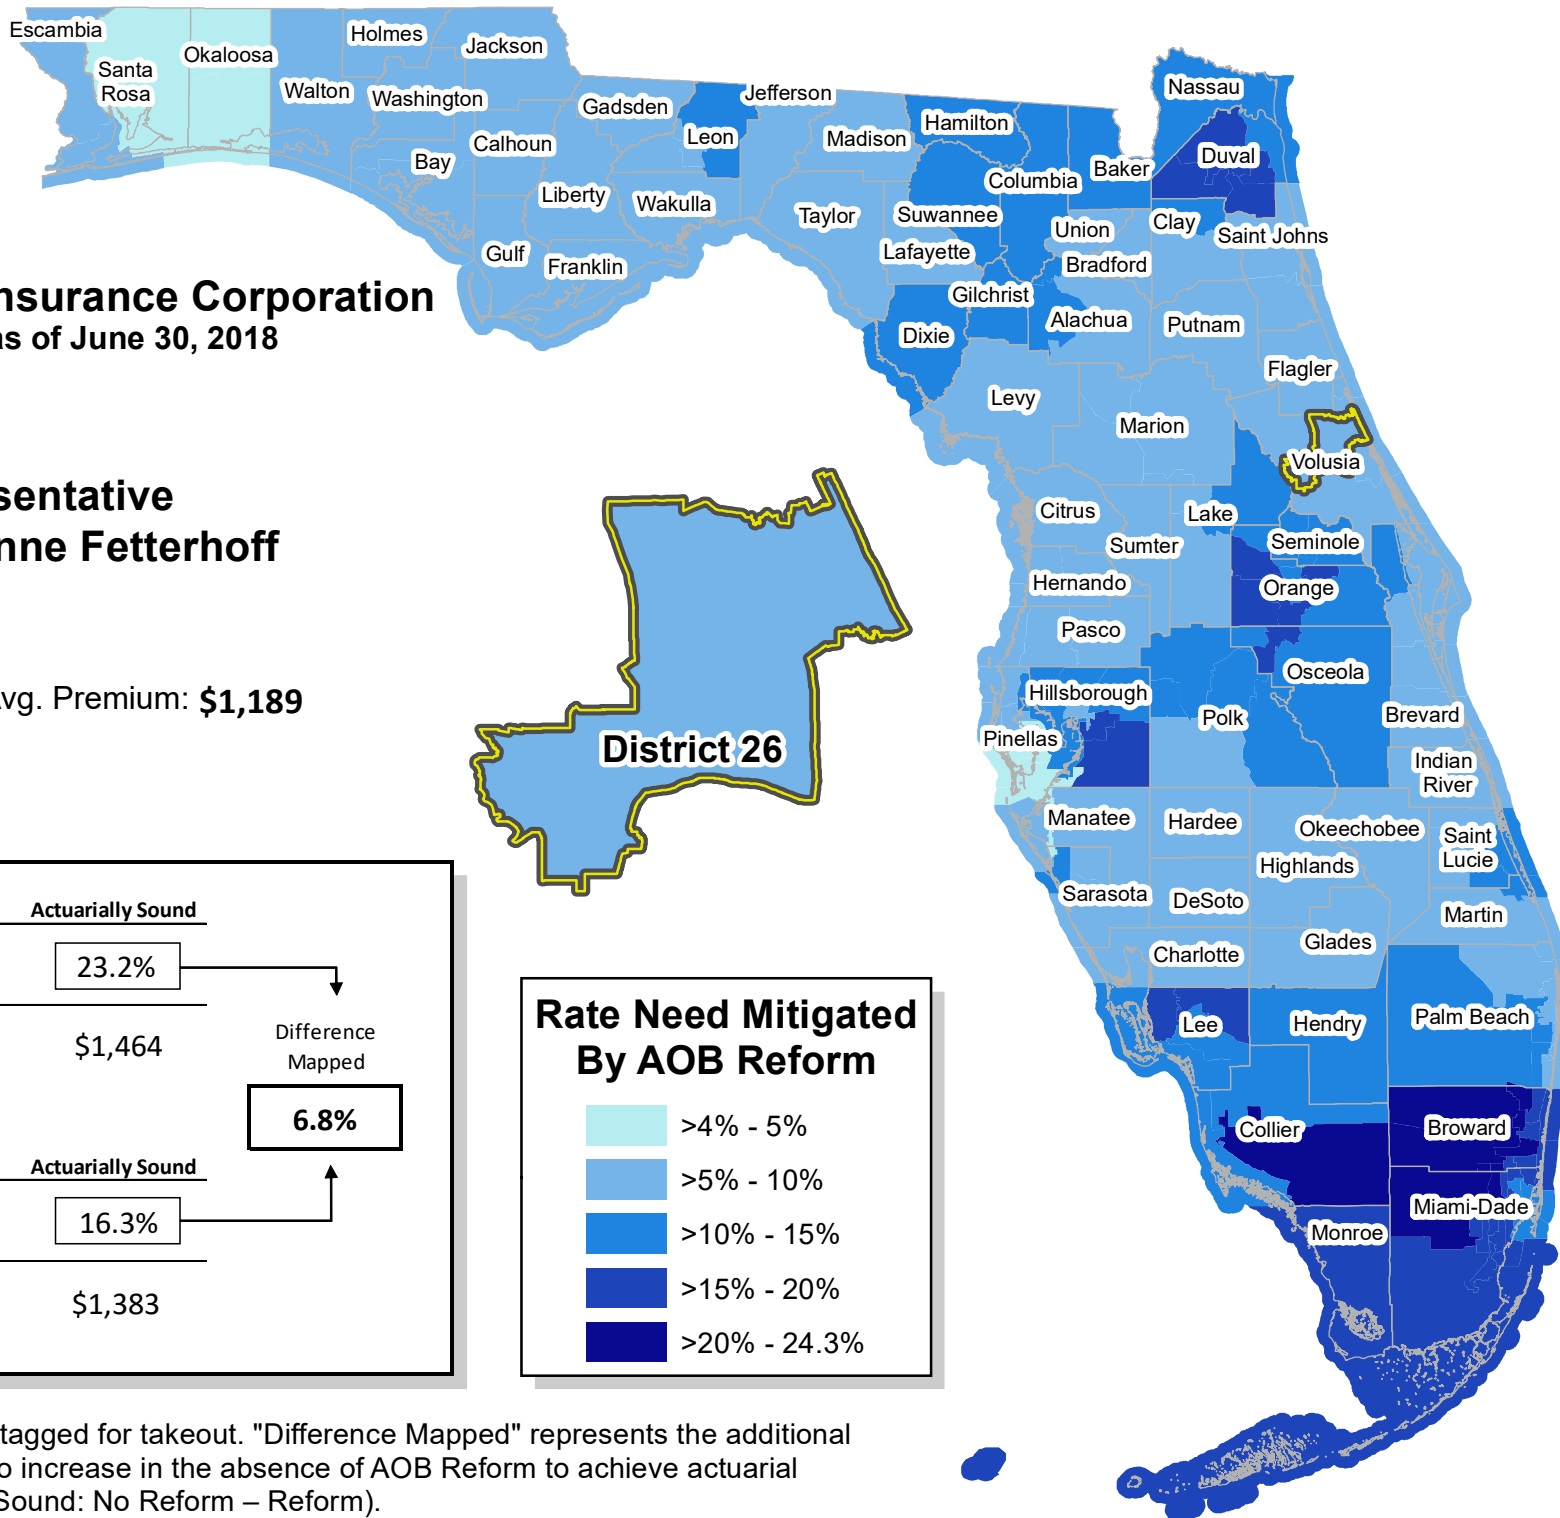 Escambia
Santa
Rosa
Okaloosa
Walton
Holmes
Washington
Jackson
Bay
Calhoun
Gulf
Liberty
Franklin
Gadsden
Leon
Wakulla
Jefferson
Madison
Taylor
Hamilton
Suwannee
Lafayette
Columbia
Baker
Nassau
Duval
Union
Bradford
Clay
Saint Johns
Gilchrist
Dixie
Alachua
Putnam
Flagler
Levy
Marion
Volusia
Citrus
Lake
Sumter
Seminole
Hernando
Orange
Pasco
Osceola
Hillsborough
Polk
Brevard
Pinellas
Indian
River
Manatee
Hardee
Okeechobee
Saint
Lucie
Highlands
Sarasota
DeSoto
Martin
Charlotte
Glades
Lee
Hendry
Palm Beach
Collier
Broward
Miami-Dade
Monroe
nsurance Corporation
as of June 30, 2018
sentative
nne Fetterhoff
vg. Premium: $1,189
District 26
Actuarially Sound
23.2%
$1,464
Difference
Mapped
6.8%
Actuarially Sound
16.3%
$1,383
Rate Need Mitigated
By AOB Reform
>4% - 5%
>5% - 10%
>10% - 15%
>15% - 20%
>20% - 24.3%
tagged for takeout. "Difference Mapped" represents the additional
o increase in the absence of AOB Reform to achieve actuarial
Sound: No Reform – Reform).